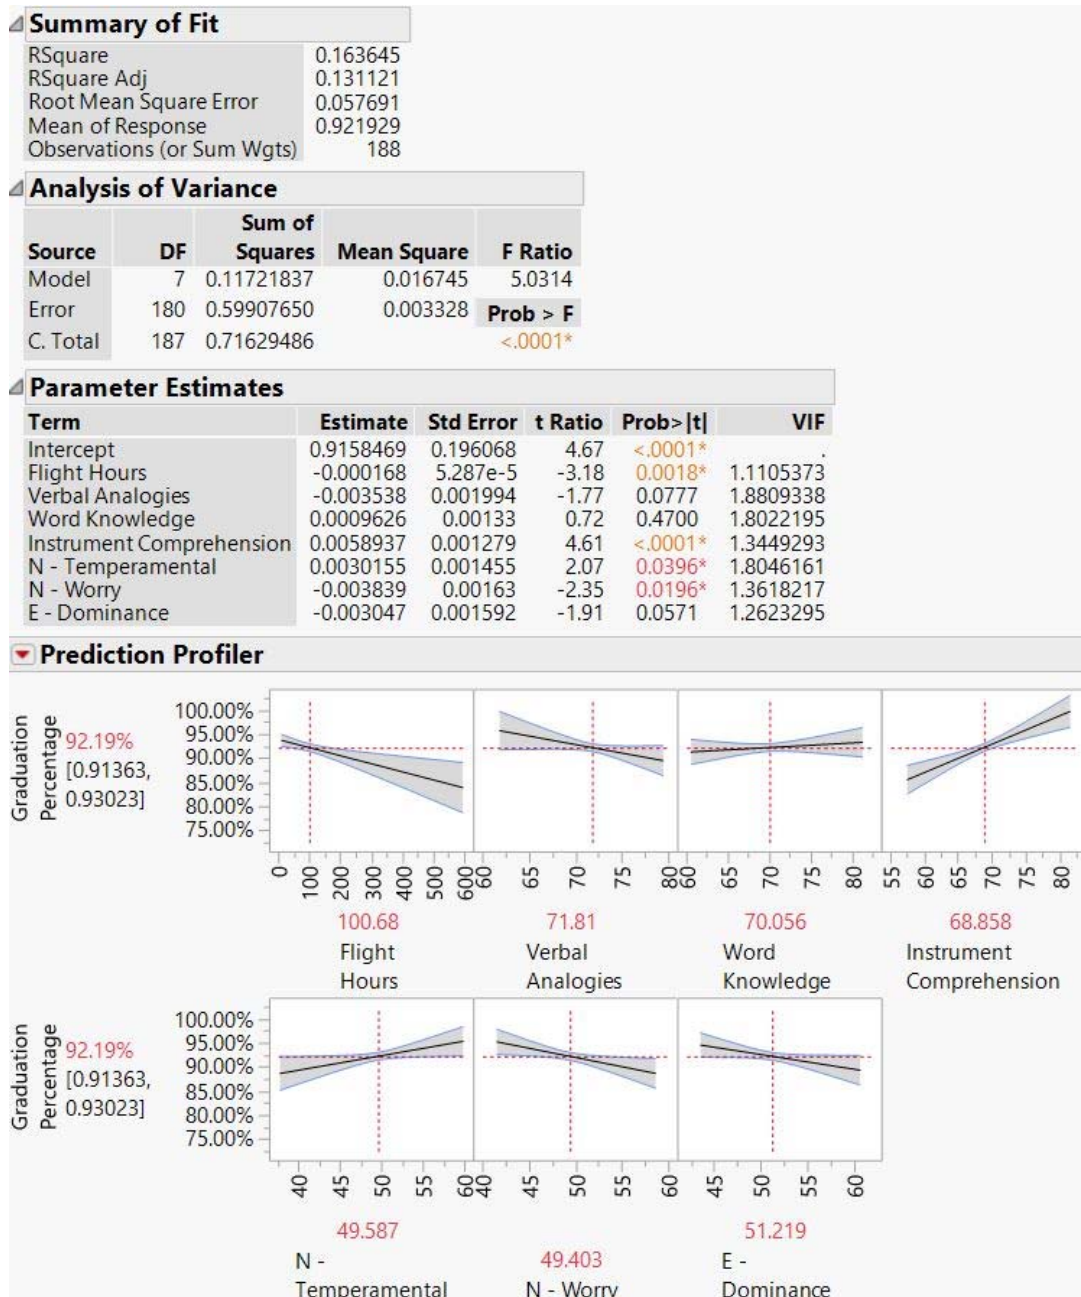 Summary of Fit
RSquare 0.163645
RSquare Adj 0.131121
Root Mean Square Error 0.057691
Mean of Response 0.921929
Observations (or Sum Wgts) 188
Analysis of Variance
Sum of
Source DF Squares Mean Square F Ratio
Model 7 0.11721837 0.016745 5.0314
Error 180 0.59907650 0.003328 Prob > F
C. Total 187 0.71629486 <.0001*
Parameter Estimates
Term Estimate Std Error t Ratio Prob>|t| VIF
Intercept 0.9158469 0.196068 4.67 <.0001* .
Flight Hours -0.000168 5.287e-5 -3.18 0.0018* 1.1105373
Verbal Analogies -0.003538 0.001994 -1.77 0.0777 1.8809338
Word Knowledge 0.0009626 0.00133 0.72 0.4700 1.8022195
Instrument Comprehension 0.0058937 0.001279 4.61 <.0001* 1.3449293
N - Temperamental 0.0030155 0.001455 2.07 0.0396* 1.8046161
N - Worry -0.003839 0.00163 -2.35 0.0196* 1.3618217
E - Dominance -0.003047 0.001592 -1.91 0.0571 1.2623295
Prediction Profiler
Graduation
Percentage
92.19%
[0.91363,
0.93023]
100.00%
95.00%
90.00%
85.00%
80.00%
75.00%
0 100 200 300 400 500 600 60 65 70 75 80 60 65 70 75 80 55 60 65 70 75 80
100.68 71.81 70.056 68.858
Flight Verbal Word Instrument
Hours Analogies Knowledge Comprehension
Graduation
Percentage
92.19%
[0.91363,
0.93023]
100.00%
95.00%
90.00%
85.00%
80.00%
75.00%
40 45 50 55 60 40 45 50 55 60 45 50 55 60
49.587 51.219
N - 49.403 E -
Temperamental N - Worry Dominance